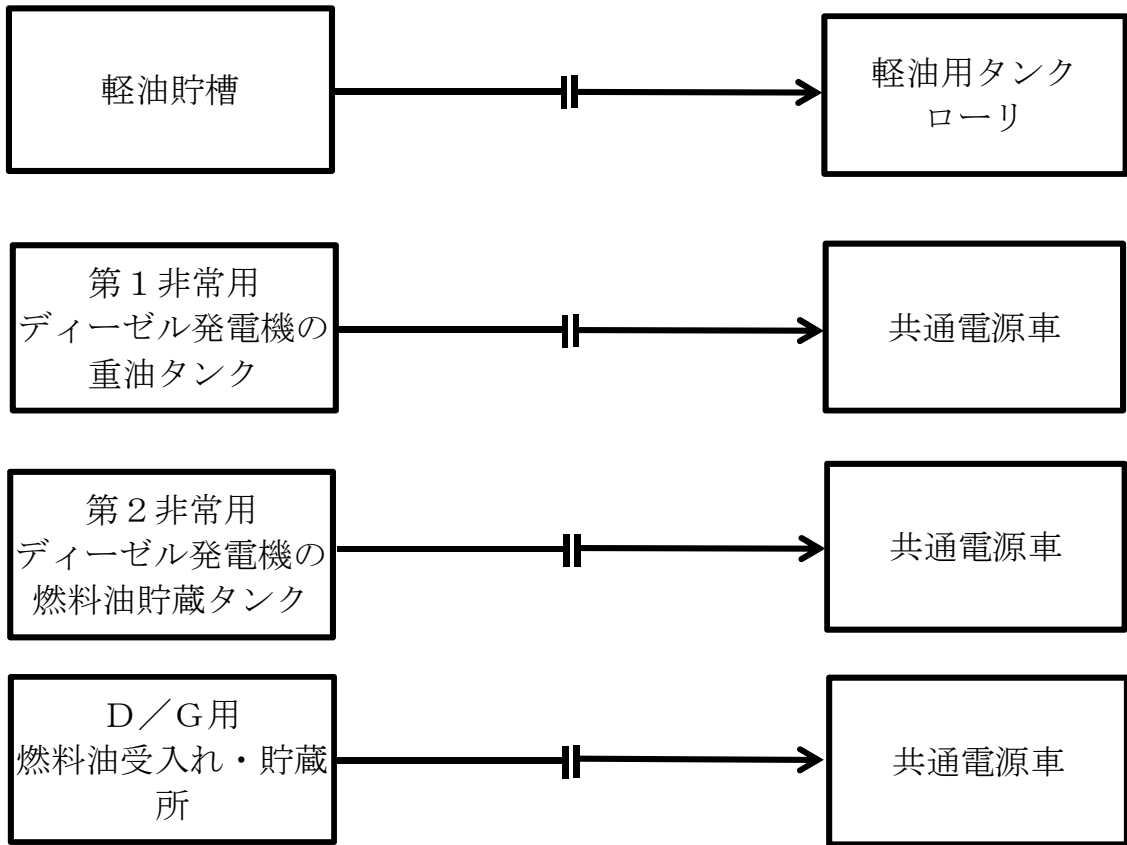 軽油貯槽
軽油用タンク
ローリ
第１非常用
ディーゼル発電機の
重油タンク
共通電源車
第２非常用
ディーゼル発電機の
燃料油貯蔵タンク
共通電源車
Ｄ／Ｇ用
燃料油受入れ・貯蔵
所
共通電源車